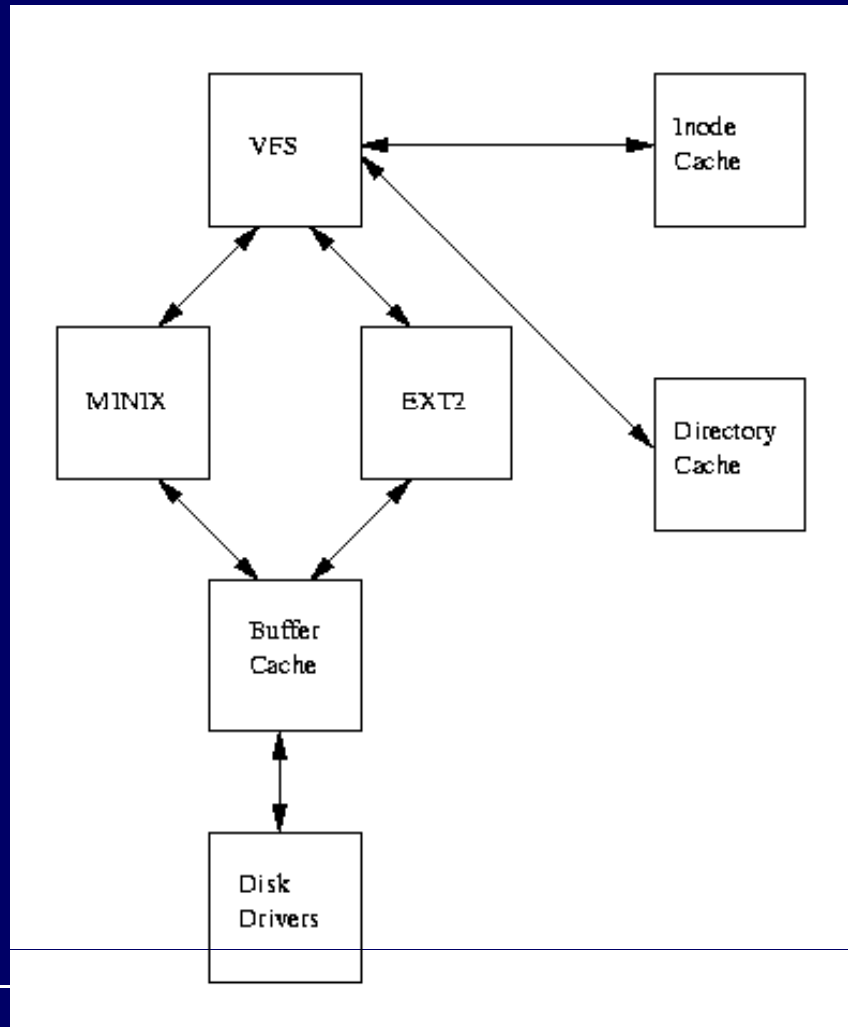 VFS
Inode
Cache
MINIX
EXT2
Directory
Cache
Buffer
Cache
Disk
Drivers